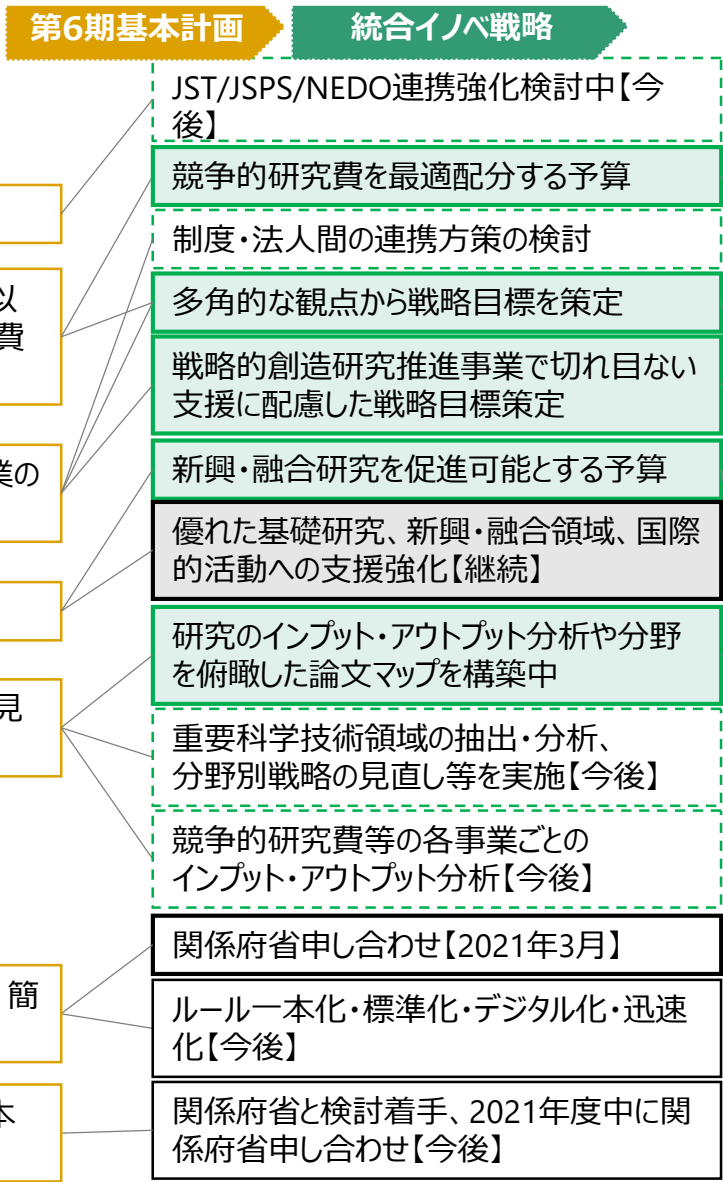 第6期基本計画
統合イノベ戦略
JST/JSPS/NEDO連携強化検討中【今
後】
競争的研究費を最適配分する予算
制度・法人間の連携方策の検討
以
費
多角的な観点から戦略目標を策定
戦略的創造研究推進事業で切れ目ない
支援に配慮した戦略目標策定
業の
新興・融合研究を促進可能とする予算
優れた基礎研究、新興・融合領域、国際
的活動への支援強化【継続】
研究のインプット・アウトプット分析や分野
を俯瞰した論文マップを構築中
見
重要科学技術領域の抽出・分析、
分野別戦略の見直し等を実施【今後】
競争的研究費等の各事業ごとの
インプット・アウトプット分析【今後】
関係府省申し合わせ【2021年3月】
簡
ルール一本化・標準化・デジタル化・迅速
化【今後】
本
関係府省と検討着手、2021年度中に関
係府省申し合わせ【今後】